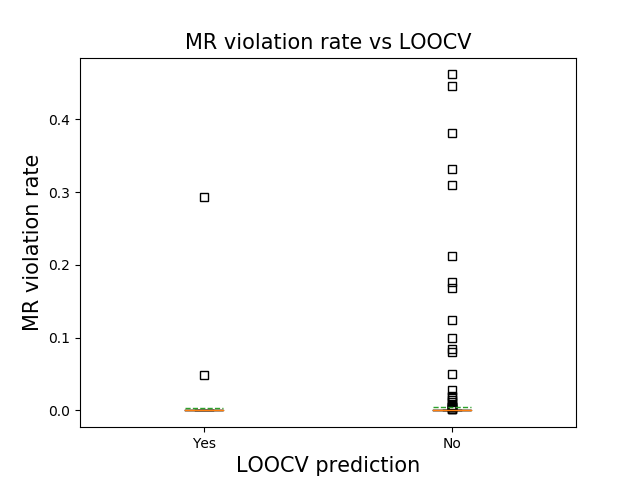 MR violation rate vs LOOCV
MR violation rate
0.4
0.3
0.2
0.1
0.0
Yes
No
LOOCV prediction